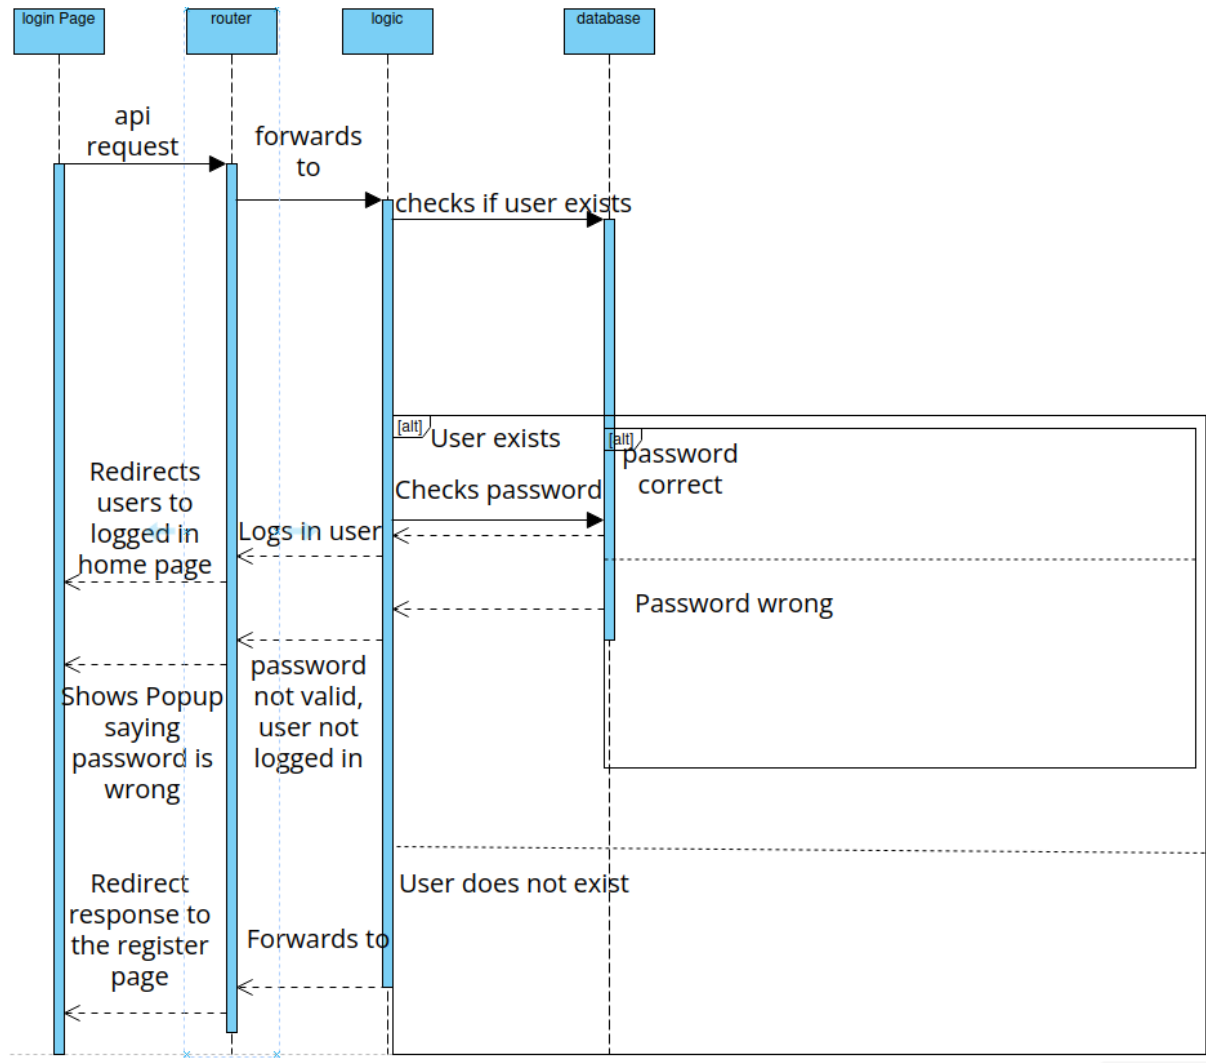 login Page
router
logic
database
api
request
forwards
to
checks if user exists
[alt]
User exists
[alt]
password
correct
Redirects
users to
logged in
home page
Checks password
Logs in user
Password wrong
Shows Popup
saying
password is
wrong
password
not valid,
user not
logged in
User does not exist
Redirect
response to
the register
page
Forwards to